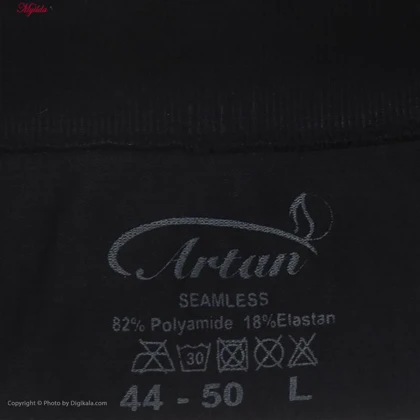 Artan
SEAMLESS
82% Polyamide 18%Elastan
30
44 - 50 L
Copyright © Photo by Digikala.com